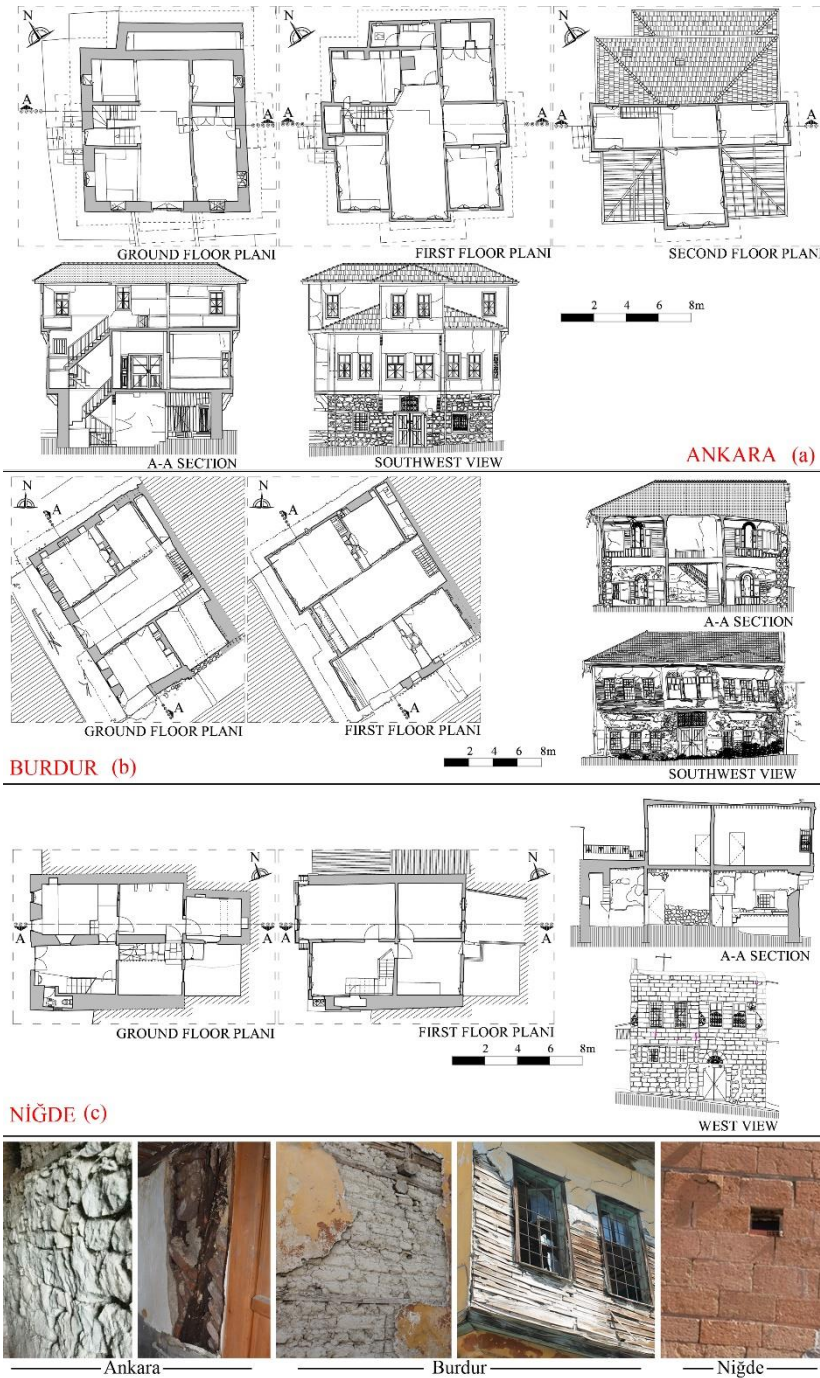 N
N
N
A
A
A
A
GROUND FLOOR PLANI
FIRST FLOOR PLANI
SECOND FLOOR PLANI
2 4 6 8m
A-A SECTION
SOUTHWEST VIEW
ANKARA (a)
N
A
N
A
A
A
GROUND FLOOR PLANI
FIRST FLOOR PLANI
A-A SECTION
2 4 6 8m
SOUTHWEST VIEW
BURDUR (b)
N
N
A
A
A
A
GROUND FLOOR PLANI
FIRST FLOOR PLANI
A-A SECTION
2 4 6 8m
NİĞDE (c)
WEST VIEW
Ankara
Burdur
Niğde